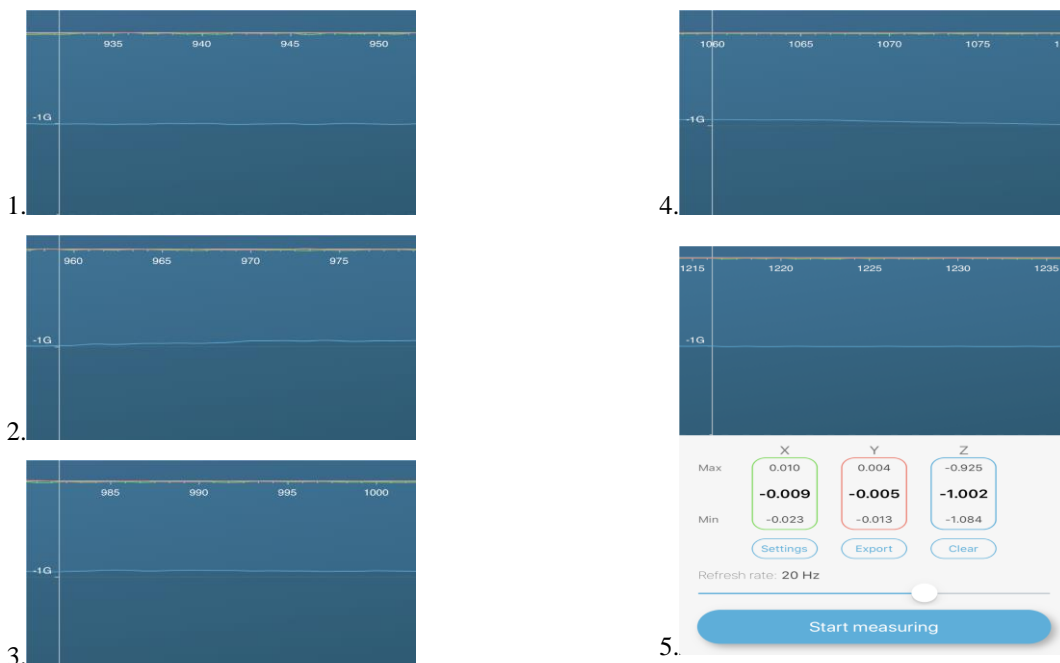 935 940 945 950
-1G
1.
960 965 970 975
-1G
2.
985 990 995 1000
-1G
3.
1060 1065 1070 1075
-1G
4.
1215 1220 1225 1230 1235
-1G
X Y Z
Max 0.010 0.004 -0.925
-0.009 -0.005 -1.002
Min -0.023 -0.013 -1.084
Settings Export Clear
Refresh rate: 20 Hz
Start measuring
5.